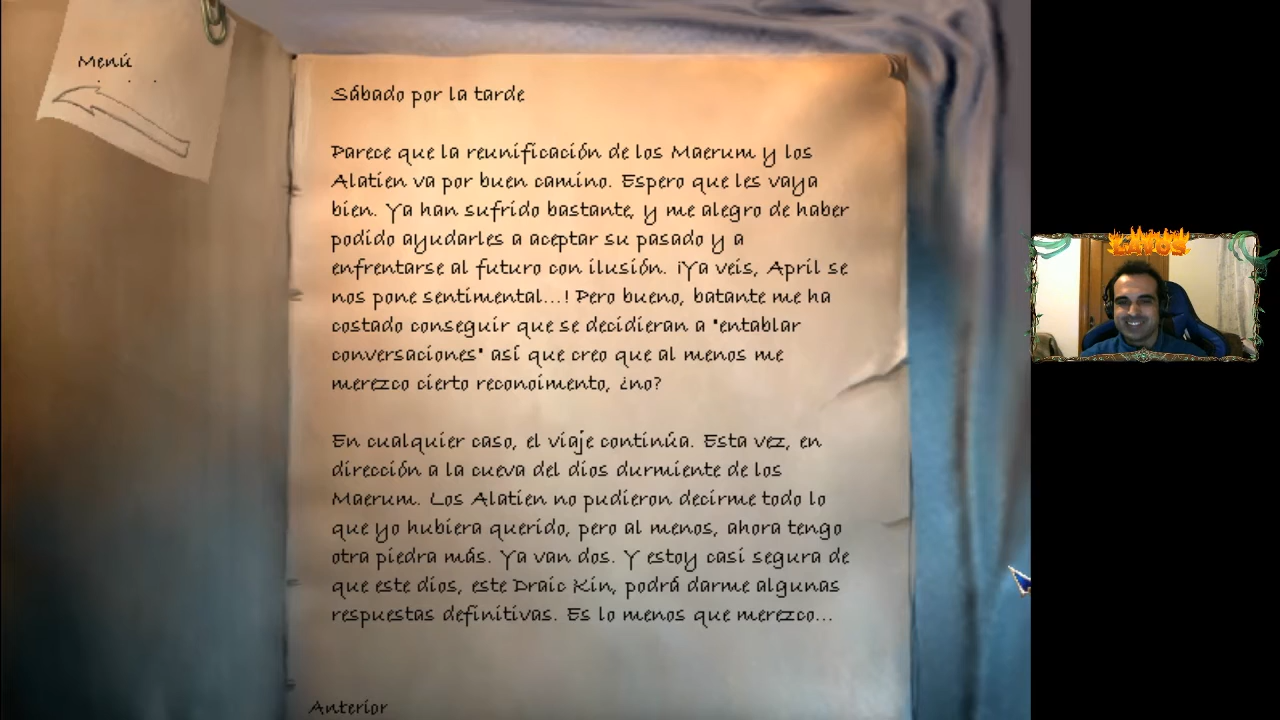 Menú
Sábado por la tarde
Parece que la reunificación de los Maerum y los
Alatien va por buen camino. Espero que les vaya
bien. Ya han sufrido bastante, y me alegro de haber
podido ayudarles a aceptar su pasado y a
enfrentarse al futuro con ilusión. ¡Ya veis, April se
nos pone sentimental...! Pero bueno, batante me ha
costado conseguir que se decidieran a "entablar
conversaciones" así que creo que al menos me
merezco cierto reconoimento, ¿no?
En cualquier caso, el viaje continúa. Esta vez, en
dirección a la cueva del dios durmiente de los
Maerum. Los Alatien no pudieron decirme todo lo
que yo hubiera querido, pero al menos, ahora tengo
otra piedra más. Ya van dos. Y estoy casi segura de
que este dios, este Draic Kin, podrá darme algunas
respuestas definitivas. Es lo menos que merezco...
Anterior